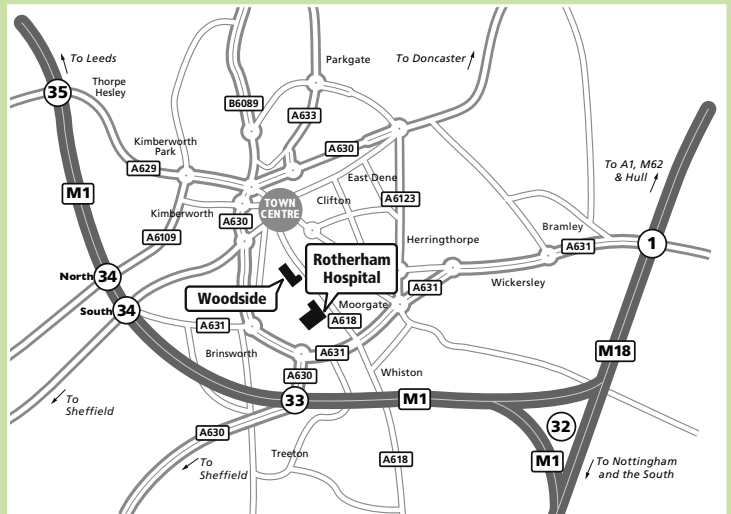 To Leeds
Parkgate
To Doncaster
35
Thorpe
Hesley
B6089
A633
Kimberworth
Park
A630
To A1, M62
& Hull
A629
East Dene
M1
TOWN
CENTRE
Clifton
A6123
Kimberworth
A630
Bramley
A6109
Herringthorpe
A631
1
Rotherham
Hospital
North
34
Wickersley
Woodside
A631
South
34
Moorgate
A618
A631
Brinsworth
A631
M18
Whiston
A630
To
Sheffield
33
M1
32
A630
Treeton
To
Sheffield
A618
M1
To Nottingham
and the South